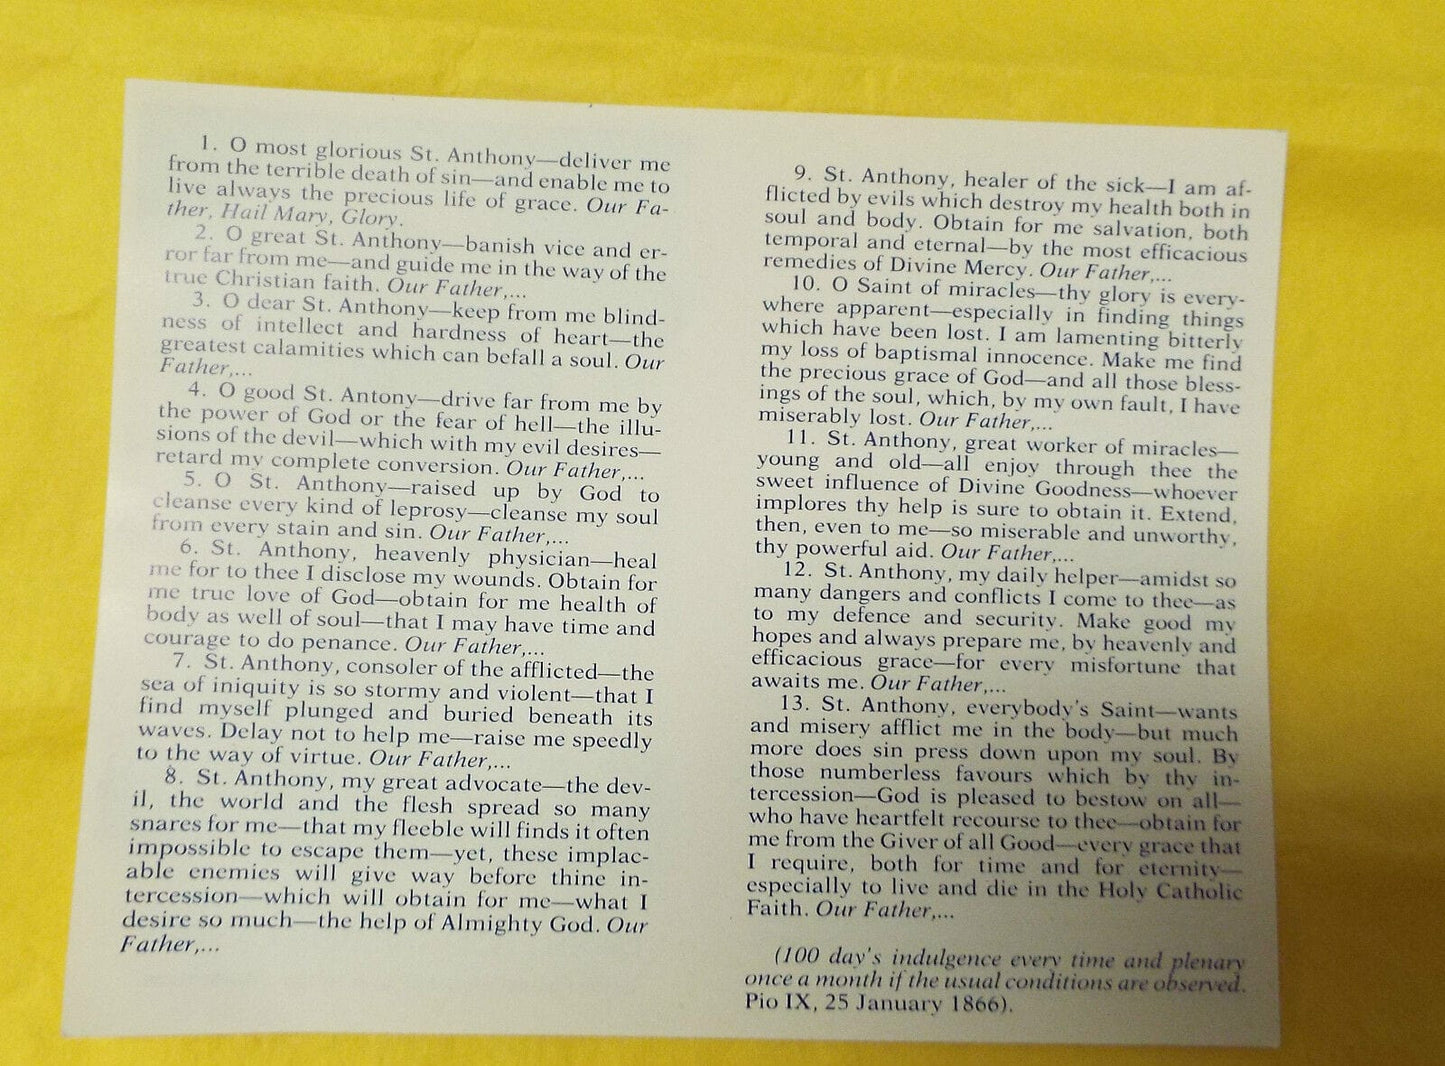 1. O most glorious St. Anthony—deliver me
from the terrible death of sin—and enable me to
live always the precious life of grace. Our Fa-
ther, Hail Mary, Glory.
2. O great St. Anthony—banish vice and er-
ror far from me—and guide me in the way of the
true Christian faith. Our Father,...
3. O dear St. Anthony—keep from me blind-
ness of intellect and hardness of heart—the
greatest calamities which can befall a soul. Our
Father,...
4. O good St. Antony—drive far from me by
the power of God or the fear of hell—the illu-
sions of the devil—which with my evil desires—
retard my complete conversion. Our Father,...
5. O St. Anthony—raised up by God to
cleanse every kind of leprosy—cleanse my soul
from every stain and sin. Our Father,...
6. St. Anthony, heavenly physician—heal
me for to thee I disclose my wounds. Obtain for
me true love of God—obtain for me health of
body as well of soul—that I may have time and
courage to do penance. Our Father,...
7. St. Anthony, consoler of the afflicted—the
sea of iniquity is so stormy and violent—that I
find myself plunged and buried beneath its
waves. Delay not to help me—raise me speedly
to the way of virtue. Our Father,...
8. St. Anthony, my great advocate—the dev-
il, the world and the flesh spread so many
snares for me—that my fleeble will finds it often
impossible to escape them—yet, these implac-
able enemies will give way before thine in-
tercession—which will obtain for me—what I
desire so much—the help of Almighty God. Our
Father,...
9. St. Anthony, healer of the sick—I am af-
flicted by evils which destroy my health both in
soul and body. Obtain for me salvation, both
temporal and eternal—by the most efficacious
remedies of Divine Mercy. Our Father,...
10. O Saint of miracles—thy glory is every-
where apparent—especially in finding things
which have been lost. I am lamenting bitterly
my loss of baptismal innocence. Make me find
the precious grace of God—and all those bless-
ings of the soul, which, by my own fault, I have
miserably lost. Our Father,...
11. St. Anthony, great worker of miracles—
young and old—all enjoy through thee the
sweet influence of Divine Goodness—whoever
implores thy help is sure to obtain it. Extend,
then, even to me—so miserable and unworthy,
thy powerful aid. Our Father,...
12. St. Anthony, my daily helper—amidst so
many dangers and conflicts I come to thee—as
to my defence and security. Make good my
hopes and always prepare me, by heavenly and
efficacious grace—for every misfortune that
awaits me. Our Father,...
13. St. Anthony, everybody's Saint—wants
and misery afflict me in the body—but much
more does sin press down upon my soul. By
those numberless favours which by thy in-
tercession—God is pleased to bestow on all—
who have heartfelt recourse to thee—obtain for
me from the Giver of all Good—every grace that
I require, both for time and for eternity—
especially to live and die in the Holy Catholic
Faith. Our Father,...
(100 day's indulgence every time and plenary
once a month if the usual conditions are observed.
Pio IX, 25 January 1866).